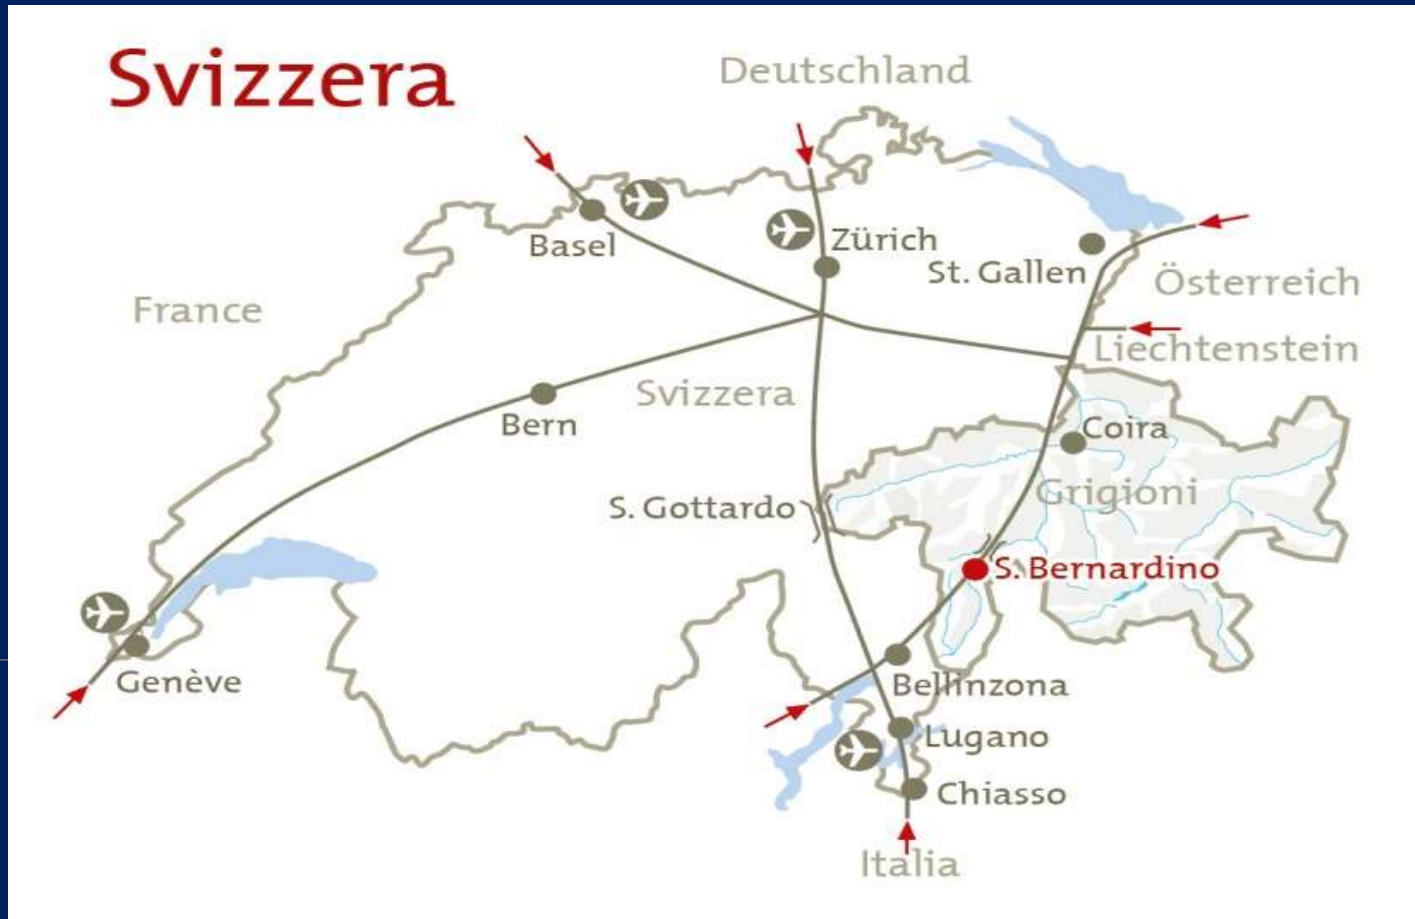 Svizzera
Deutschland
Basel
Zürich
St. Gallen
Österreich
France
Liechtenstein
Svizzera
Bern
Coira
Grigioni
S. Gottardo
S. Bernardino
Genève
Bellinzona
Lugano
Chiasso
Italia